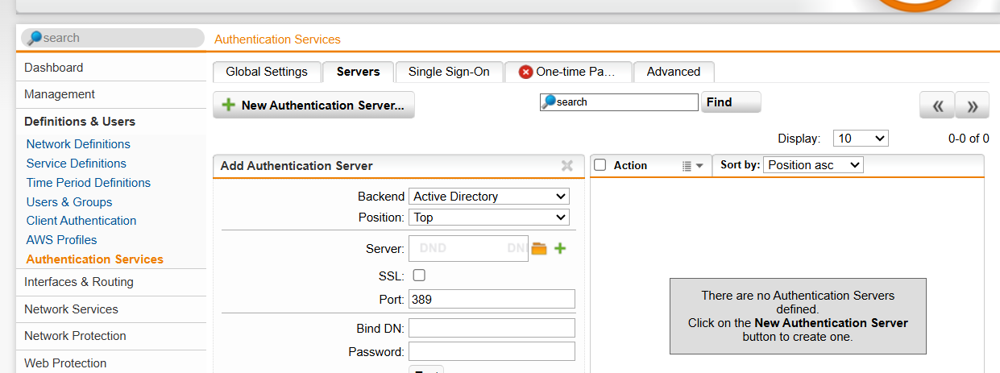 search
Authentication Services
Dashboard
Management
Definitions & Users
Network Definitions
Service Definitions
Time Period Definitions
Users & Groups
Client Authentication
AWS Profiles
Authentication Services
Interfaces & Routing
Network Services
Network Protection
Web Protection
Global Settings
Servers
Single Sign-On
One-time Pa...
Advanced
New Authentication Server...
search
Find
Display: 10
0-0 of 0
Add Authentication Server
Backend Active Directory
Position: Top
Server: DND DND
SSL:
Port: 389
Bind DN:
Password:
Action
Sort by: Position asc
There are no Authentication Servers
defined.
Click on the New Authentication Server
button to create one.